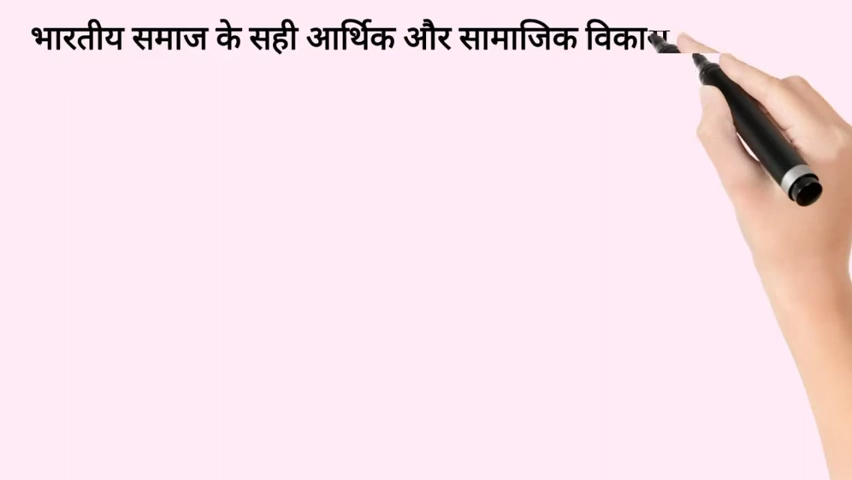 भारतीय समाज के सही आर्थिक और सामाजिक विकास